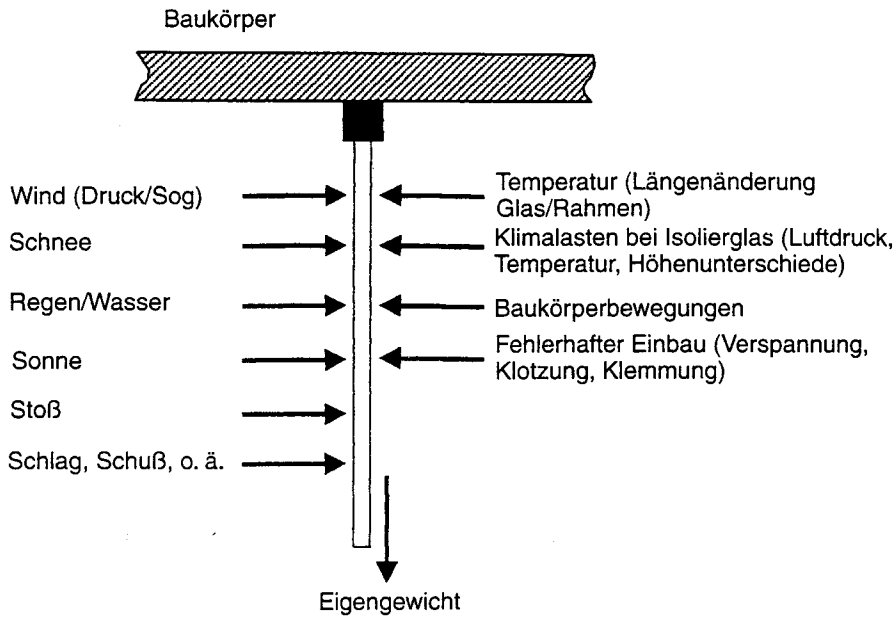 Baukörper
Wind (Druck/Sog)
Schnee
Regen/Wasser
Sonne
Stoß
Schlag, Schuß, o. ä.
Temperatur (Längenänderung
Glas/Rahmen)
Klimalasten bei Isolierglas (Luftdruck,
Temperatur, Höhenunterschiede)
Baukörperbewegungen
Fehlerhafter Einbau (Verspannung,
Klotzung, Klemmung)
Eigengewicht